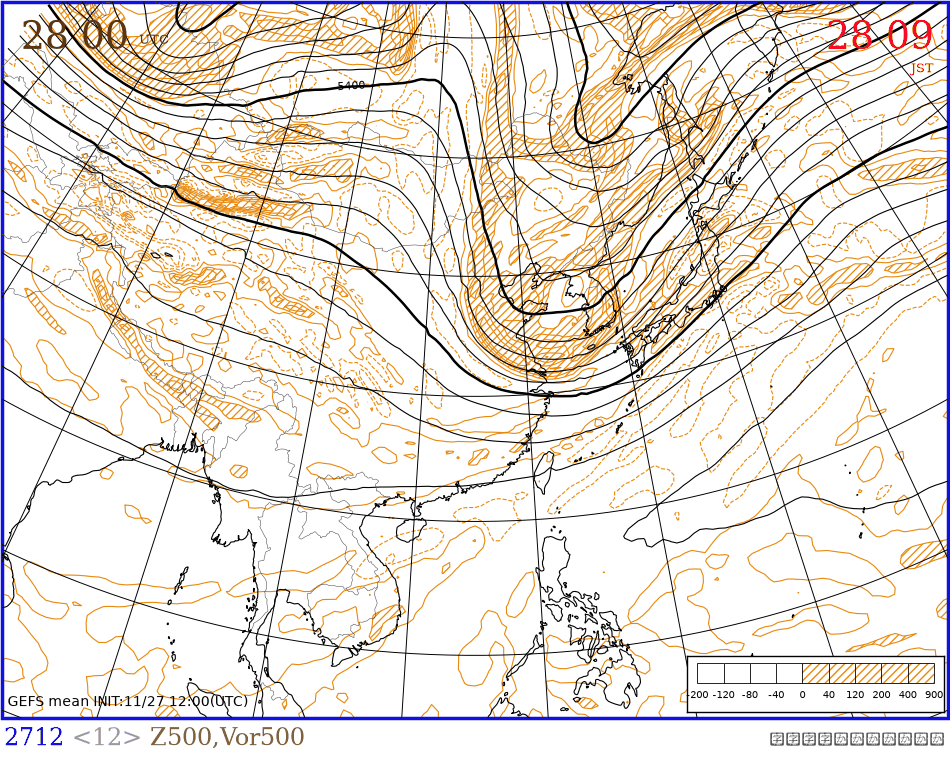 28 00 UTC
28 09
JST
5400
-200 -120 -80 -40 0 40 120 200 400 900
GEFS mean INIT:11/27 12:00(UTC)
2712 <12> Z500,Vor500